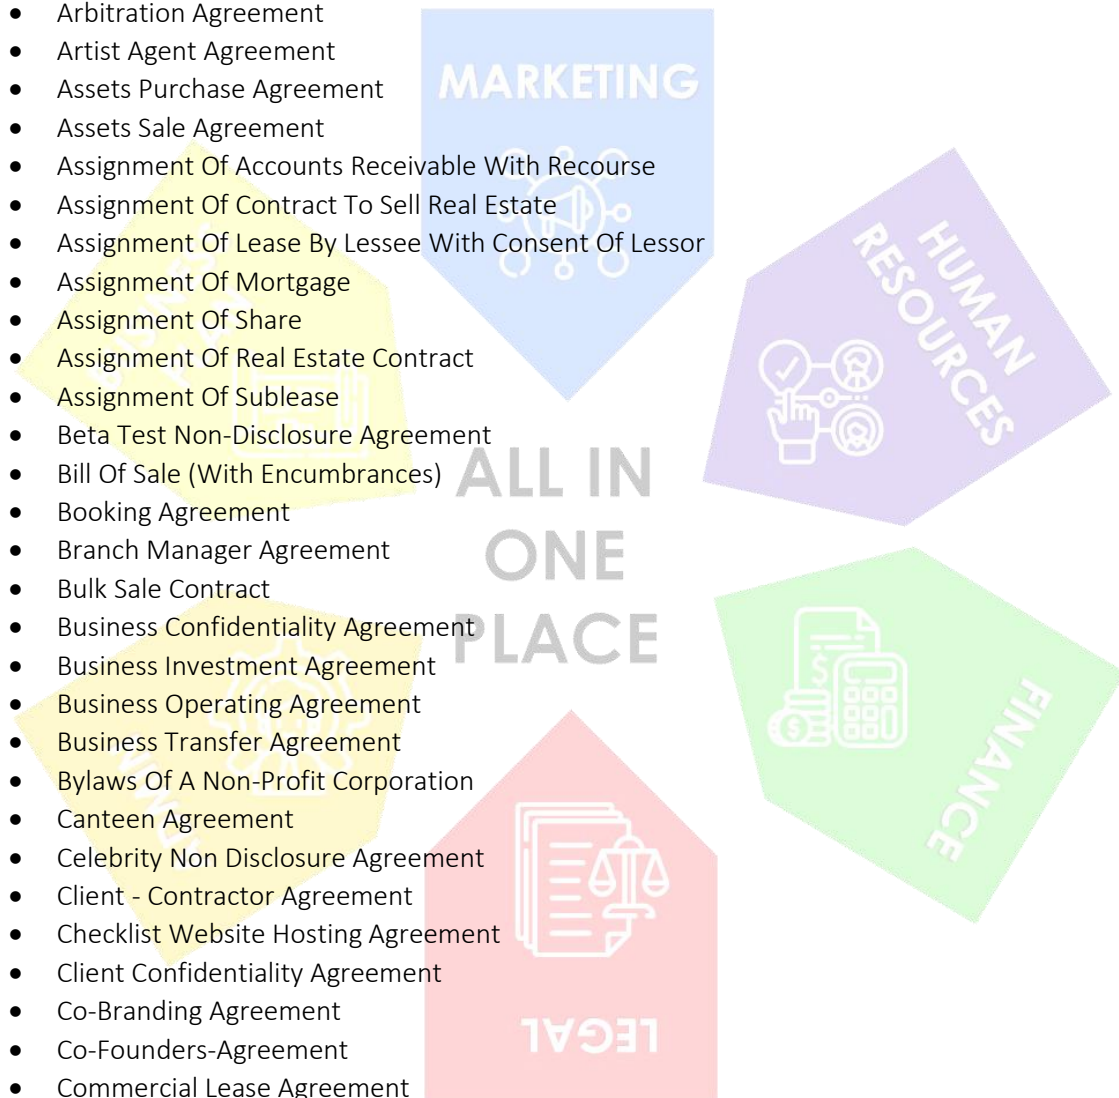 Arbitration Agreement
Artist Agent Agreement
Assets Purchase Agreement
Assets Sale Agreement
Assignment Of Accounts Receivable With Recourse
Assignment Of Contract To Sell Real Estate
Assignment Of Lease By Lessee With Consent Of Lessor
Assignment Of Mortgage
Assignment Of Share
Assignment Of Real Estate Contract
Assignment Of Sublease
Beta Test Non-Disclosure Agreement
Bill Of Sale (With Encumbrances)
Booking Agreement
Branch Manager Agreement
Bulk Sale Contract
Business Confidentiality Agreement
Business Investment Agreement
Business Operating Agreement
Business Transfer Agreement
Bylaws Of A Non-Profit Corporation
Canteen Agreement
Celebrity Non Disclosure Agreement
Client - Contractor Agreement
Checklist Website Hosting Agreement
Client Confidentiality Agreement
Co-Branding Agreement
Co-Founders-Agreement
Commercial Lease Agreement
MARKETING
HUMAN
RESOURCES
FINANCE
LEGAL
ADMIN
BUSINESS
PLAN
ALL IN
ONE
PLACE